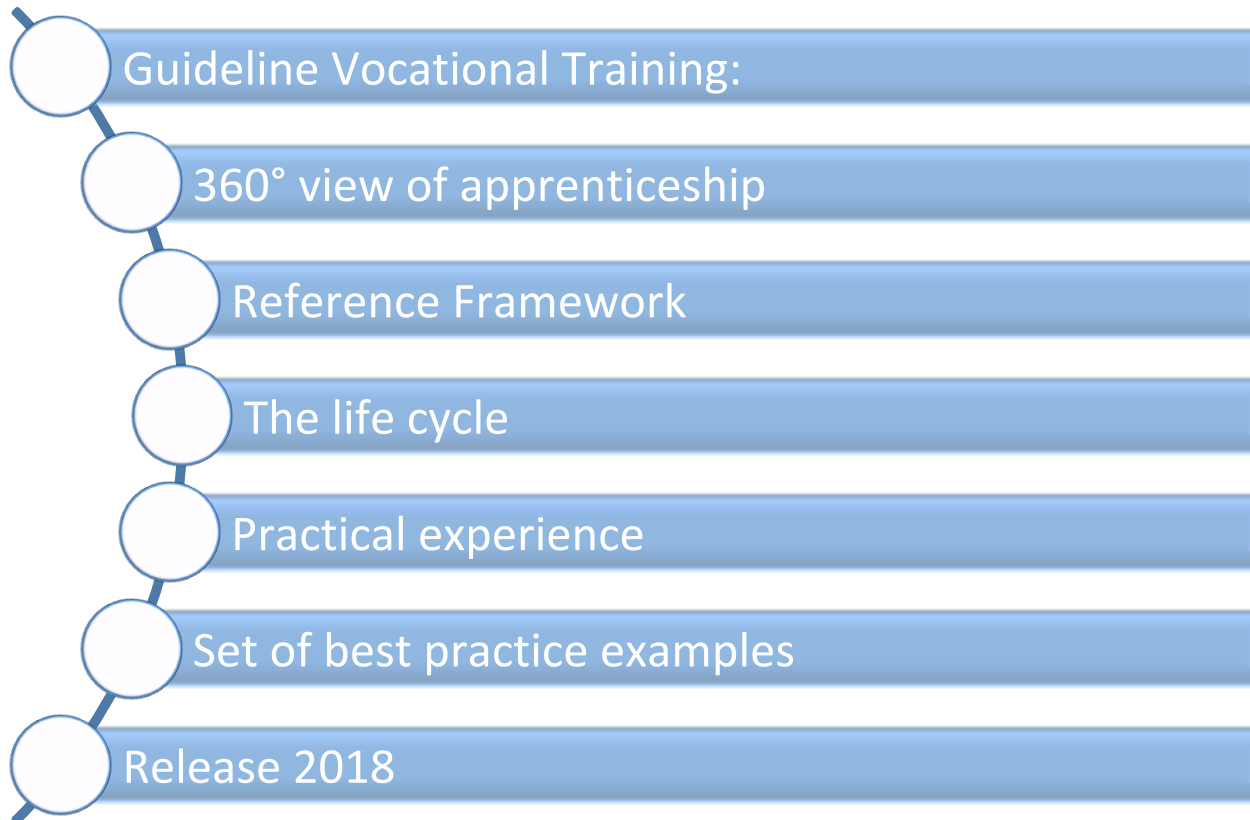 Guideline Vocational Training:
360° view of apprenticeship
Reference Framework
The life cycle
Practical experience
Set of best practice examples
Release 2018